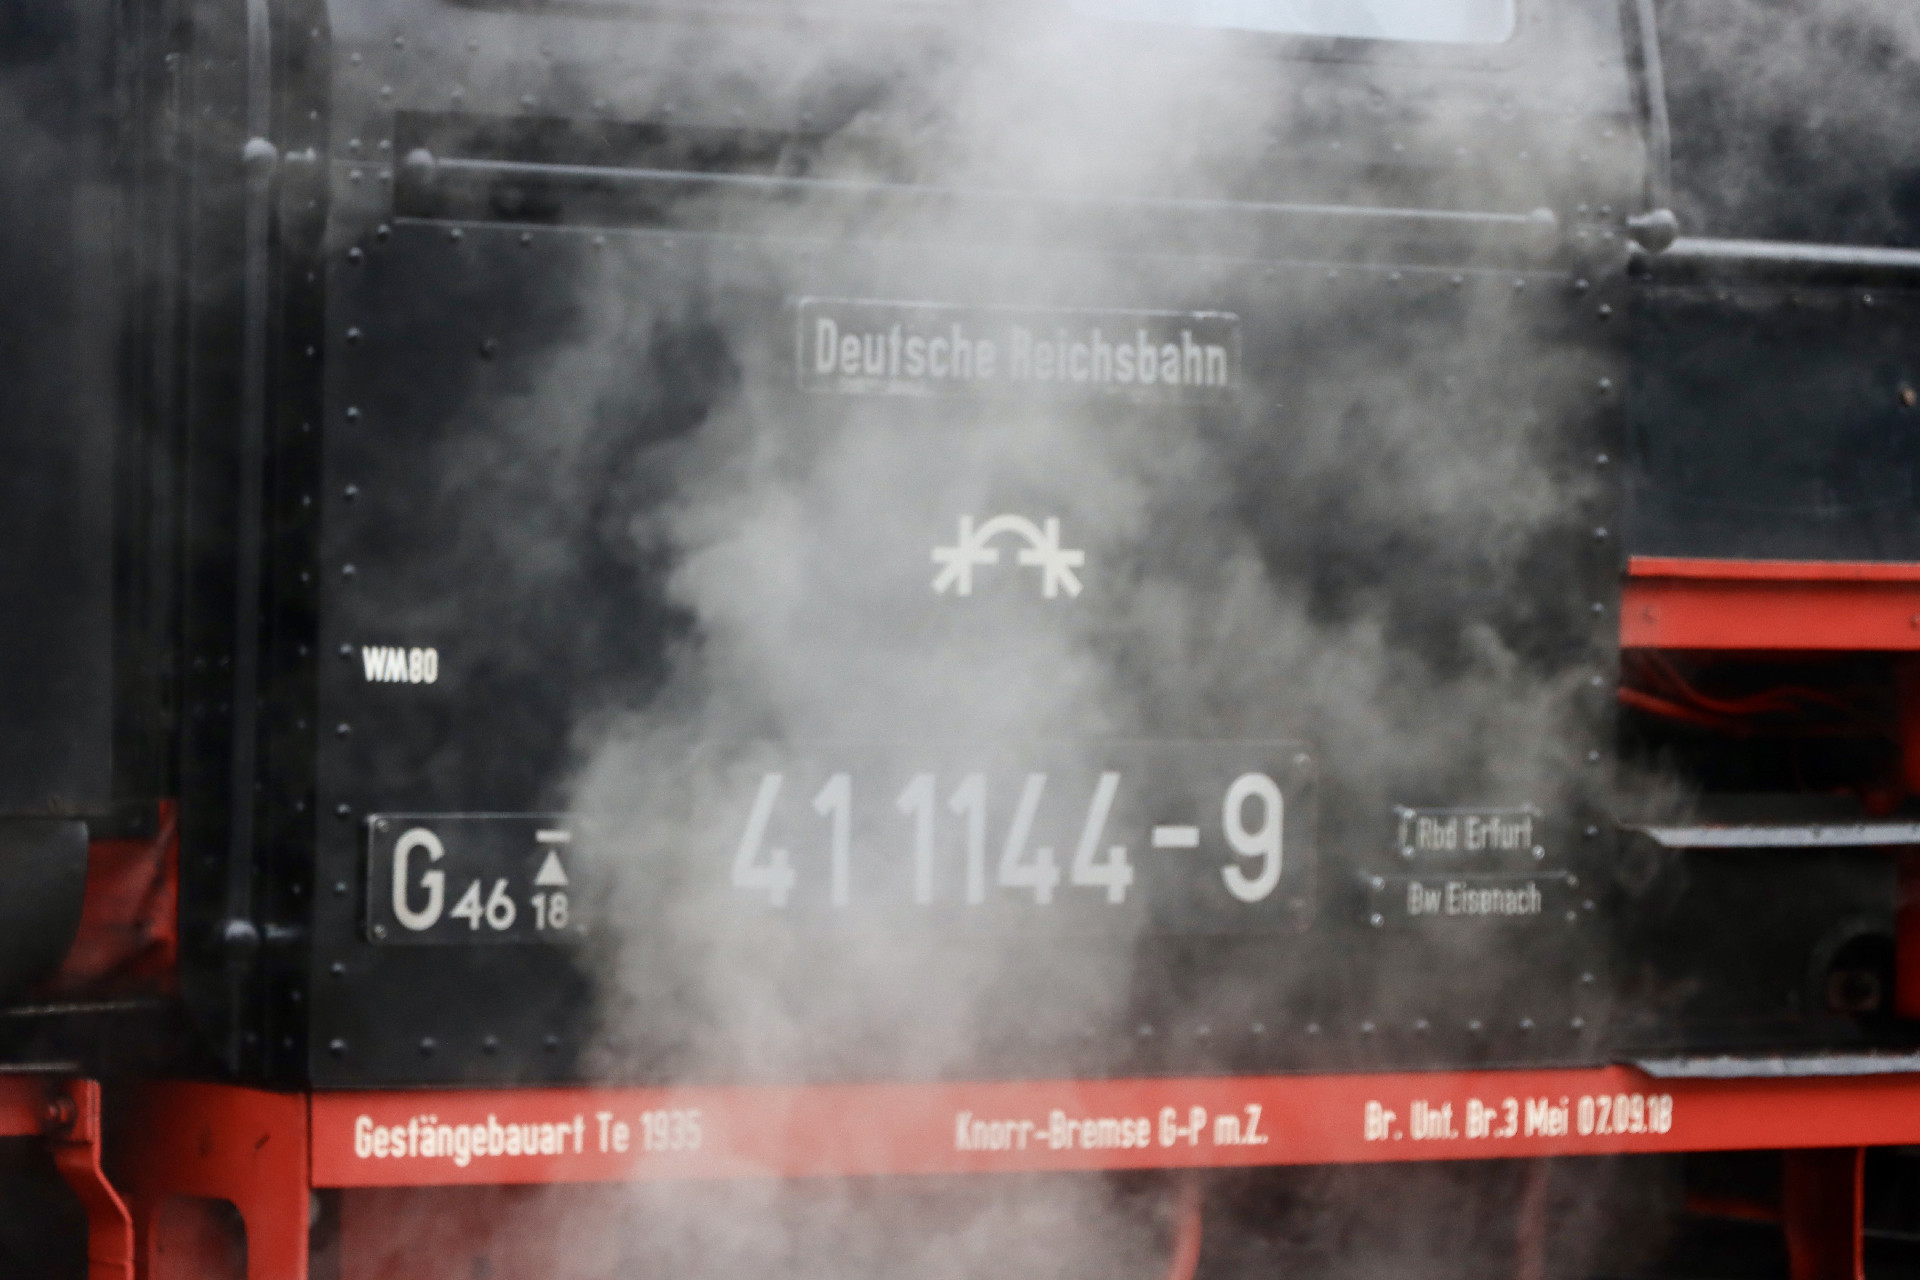 Deutsche Reichsbahn
WM80
G 46 18
41 1144-9
Rbd Erfurt
Bw Eisenach
Gestängebauart Te 1935
Knorr-Bremse G-P m.Z.
Br. Unt. Br.3 Mei 07.09.18